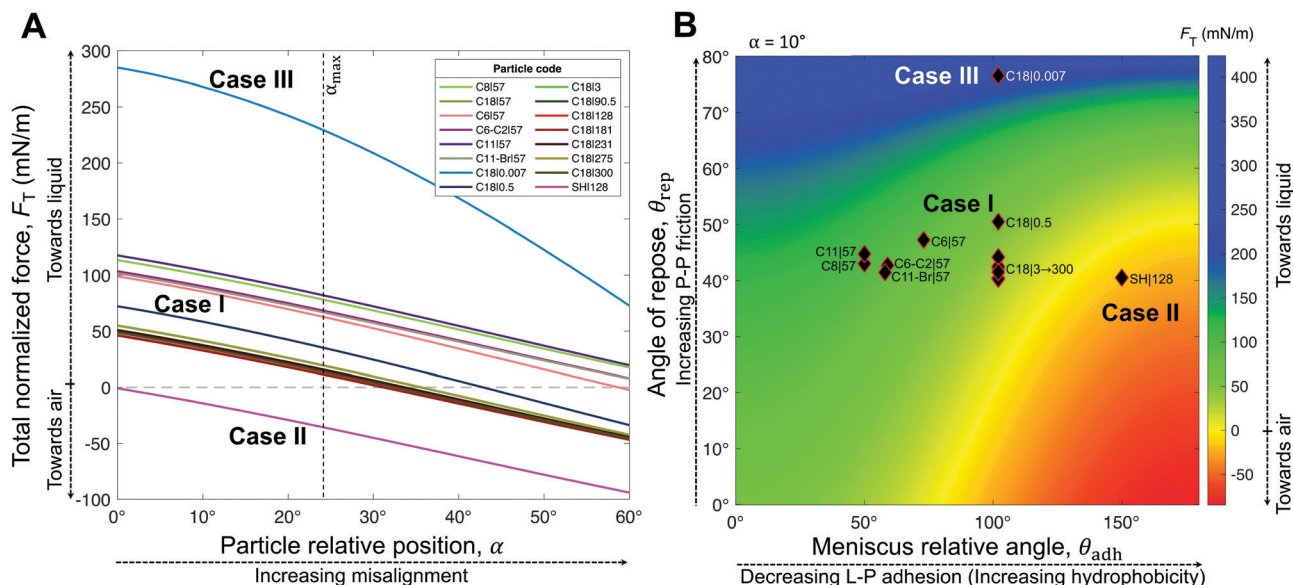 A
Total normalized force, F_T (mN/m)
Towards air
Towards liquid
300
250
200
150
100
50
0
-50
-100
0°
10°
20°
30°
40°
50°
60°
Particle relative position, α
Increasing misalignment
Case III
Case I
Case II
α_max
Particle code
C8|57
C18|57
C6|57
C6-C2|57
C11|57
C11-Br|57
C18|0.007
C18|0.5
C18|3
C18|90.5
C18|128
C18|181
C18|231
C18|275
C18|300
SH|128
B
α = 10°
Angle of repose, θ_rep
Increasing P-P friction
80°
70°
60°
50°
40°
30°
20°
10°
0°
0°
50°
100°
150°
Meniscus relative angle, θ_adh
Decreasing L-P adhesion (Increasing hydrophobicity)
Case III
C18|0.007
Case I
C18|0.5
C6|57
C11|57
C8|57
C6-C2|57
C11-Br|57
C18|3→300
SH|128
Case II
F_T (mN/m)
400
350
300
250
200
150
100
50
0
-50
Towards liquid
Towards air